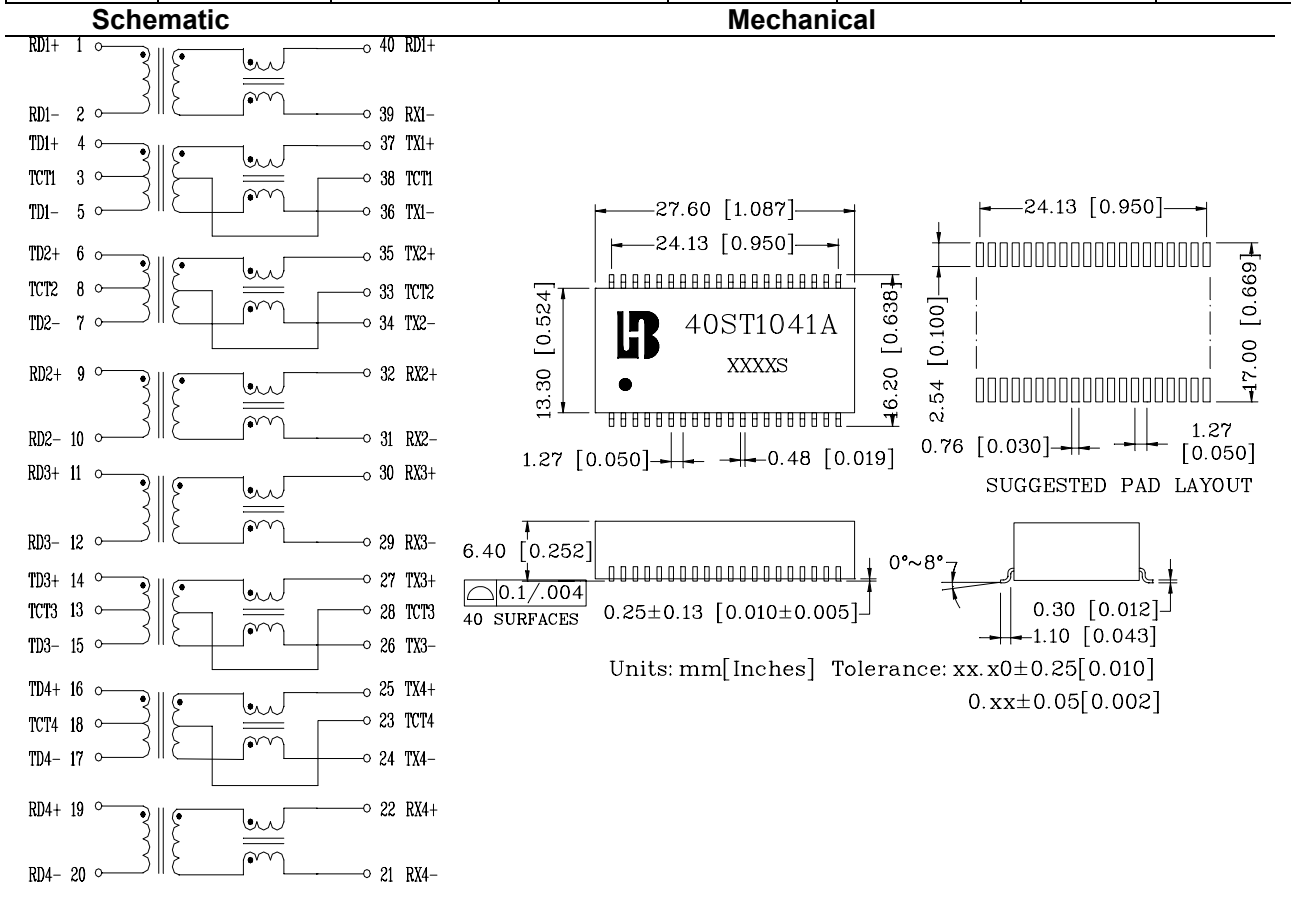 Schematic
Mechanical
RD1+ 1
40 RD1+
RD1- 2
39 RX1-
TD1+ 4
37 TX1+
TCT1 3
38 TCT1
TD1- 5
36 TX1-
TD2+ 6
35 TX2+
TCT2 8
33 TCT2
TD2- 7
34 TX2-
RD2+ 9
32 RX2+
RD2- 10
31 RX2-
RD3+ 11
30 RX3+
RD3- 12
29 RX3-
TD3+ 14
27 TX3+
TCT3 13
28 TCT3
TD3- 15
26 TX3-
TD4+ 16
25 TX4+
TCT4 18
23 TCT4
TD4- 17
24 TX4-
RD4+ 19
22 RX4+
RD4- 20
21 RX4-
27.60 [1.087]
24.13 [0.950]
13.30 [0.524]
HB
40ST1041A
XXXXS
16.20 [0.638]
1.27 [0.050]
0.48 [0.019]
24.13 [0.950]
2.54 [0.100]
17.00 [0.669]
0.76 [0.030]
1.27
[0.050]
SUGGESTED PAD LAYOUT
6.40 [0.252]
0.1/.004
40 SURFACES
0.25±0.13 [0.010±0.005]
0°~8°
0.30 [0.012]
1.10 [0.043]
Units: mm[Inches] Tolerance: xx.x0±0.25[0.010]
0.xx±0.05[0.002]